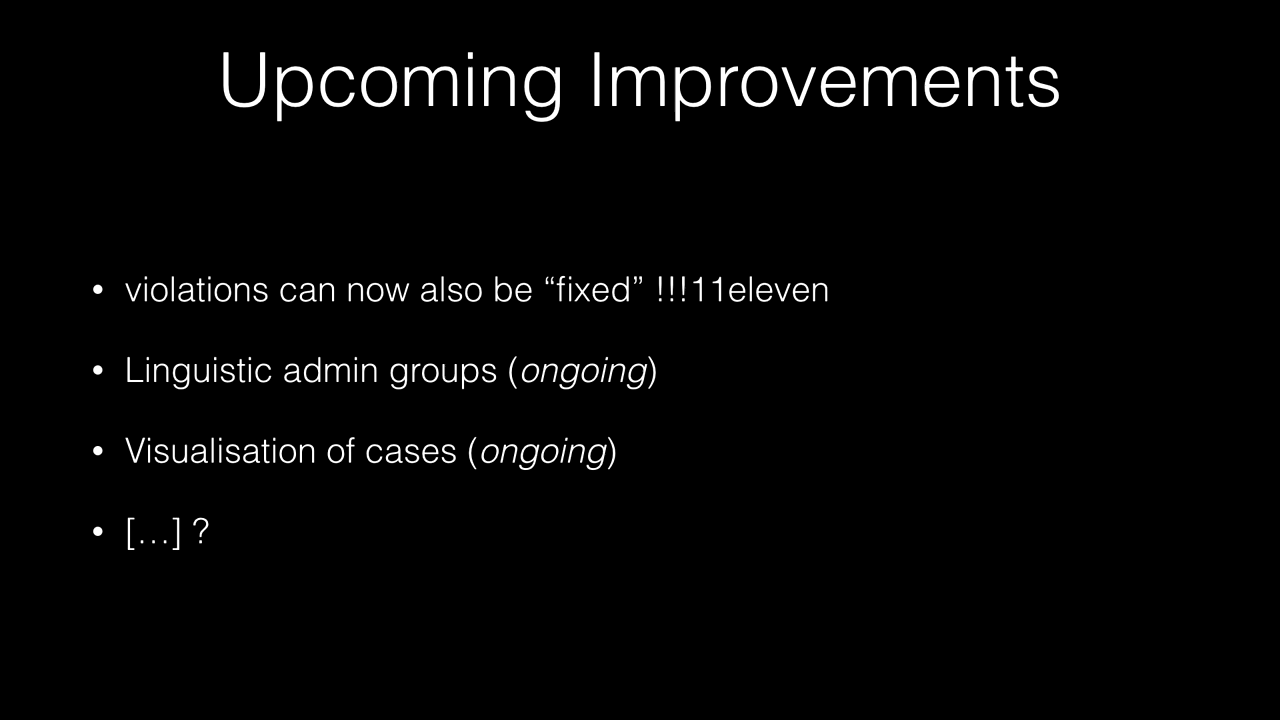 Upcoming Improvements
• violations can now also be “fixed” !!!11eleven
• Linguistic admin groups (ongoing)
• Visualisation of cases (ongoing)
• […] ?